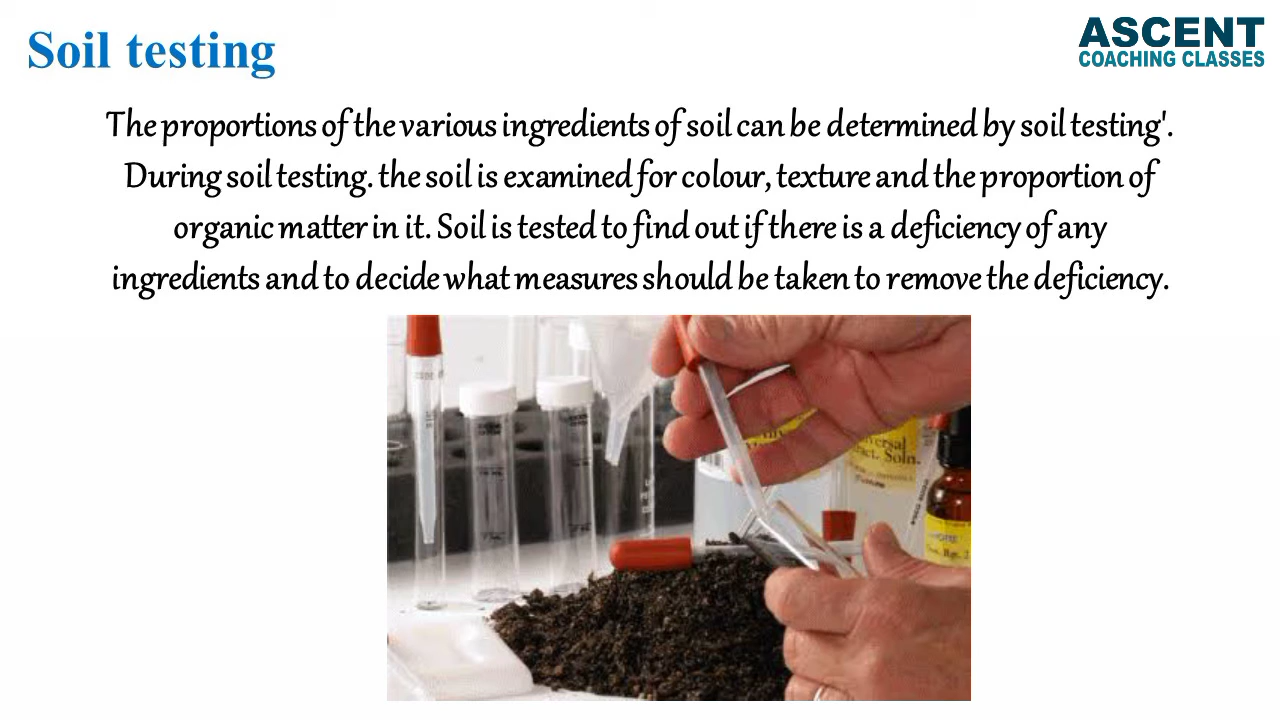 Soil testing
ASCENT
COACHING CLASSES
The proportions of the various ingredients of soil can be determined by soil testing'.
During soil testing. the soil is examined for colour, texture and the proportion of
organic matter in it. Soil is tested to find out if there is a deficiency of any
ingredients and to decide what measures should be taken to remove the deficiency.
versal
ract. Soln.